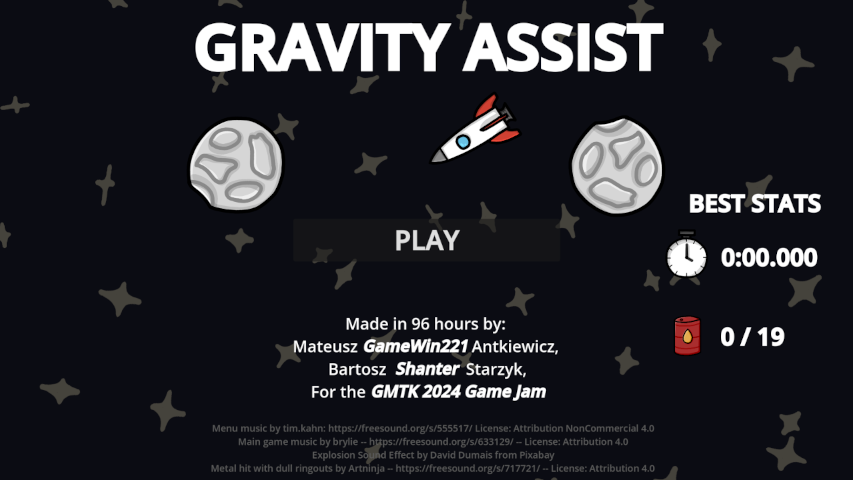 GRAVITY ASSIST
BEST STATS
PLAY
0:00.000
0 / 19
Made in 96 hours by:
Mateusz GameWin221 Antkiewicz,
Bartosz Shanter Starzyk,
For the GMTK 2024 Game Jam
Menu music by tim.kahn: https://freesound.org/s/555517/ License: Attribution NonCommercial 4.0
Main game music by brylie -- https://freesound.org/s/633129/ -- License: Attribution 4.0
Explosion Sound Effect by David Dumais from Pixabay
Metal hit with dull ringouts by Artninja -- https://freesound.org/s/717721/ -- License: Attribution 4.0